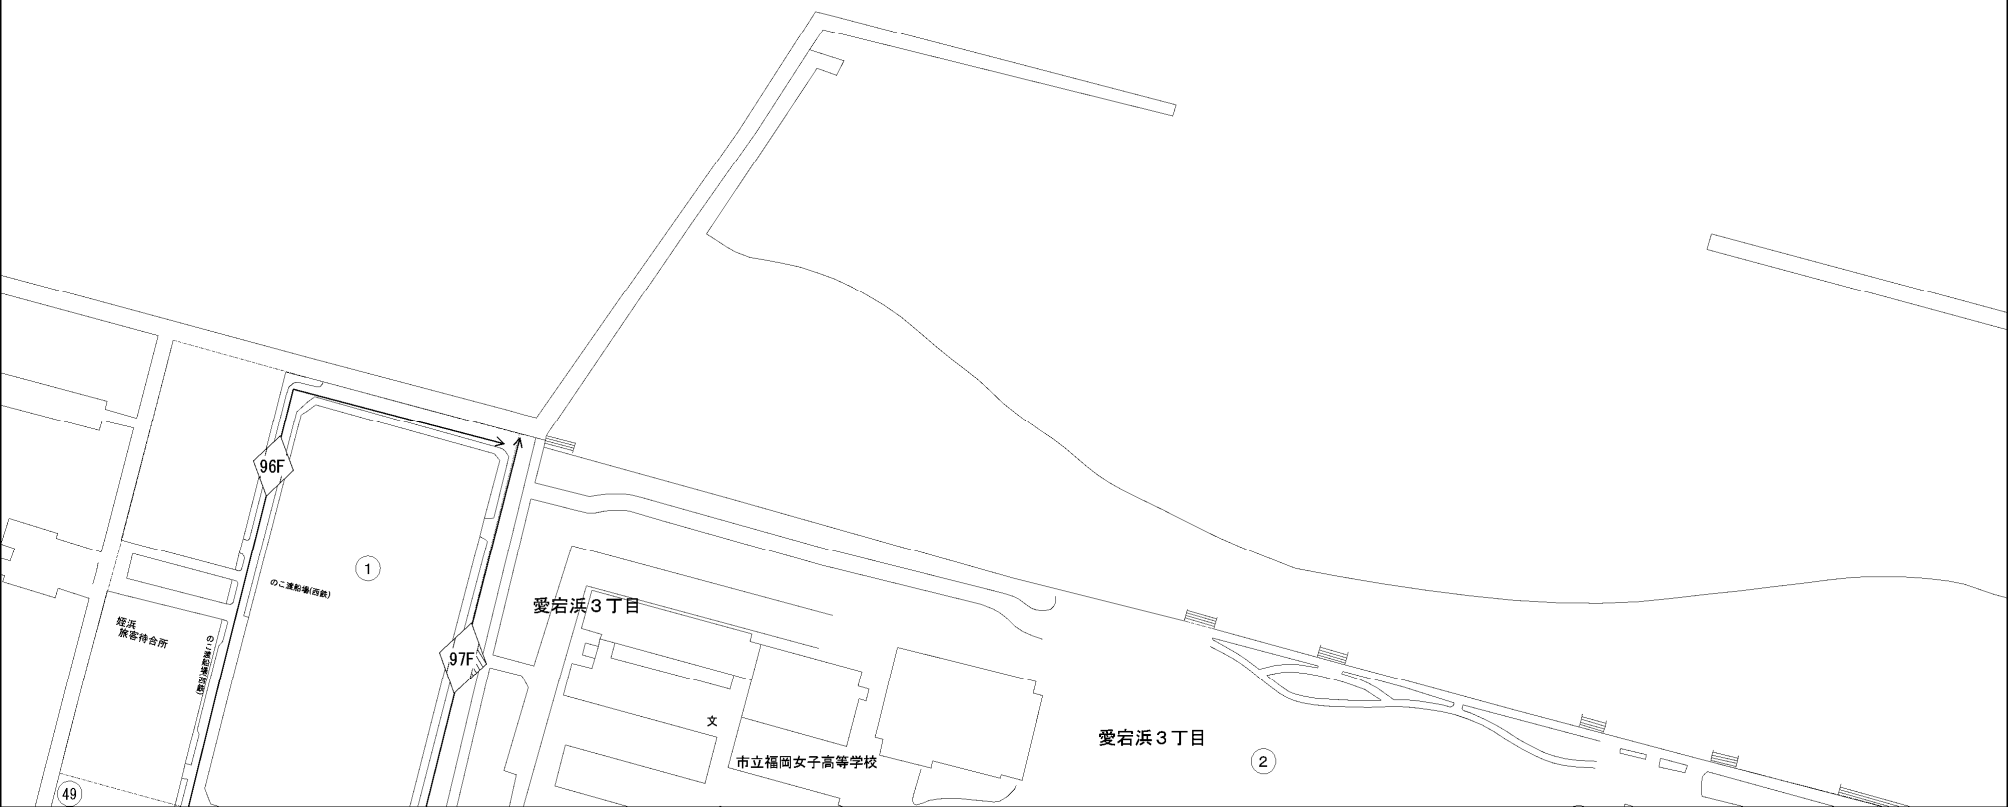 96F
1
のこ渡船場(西鉄)
愛宕浜３丁目
姪浜
旅客待合所
のこ渡船場(西鉄)
97F
文
愛宕浜３丁目
市立福岡女子高等学校
2
49